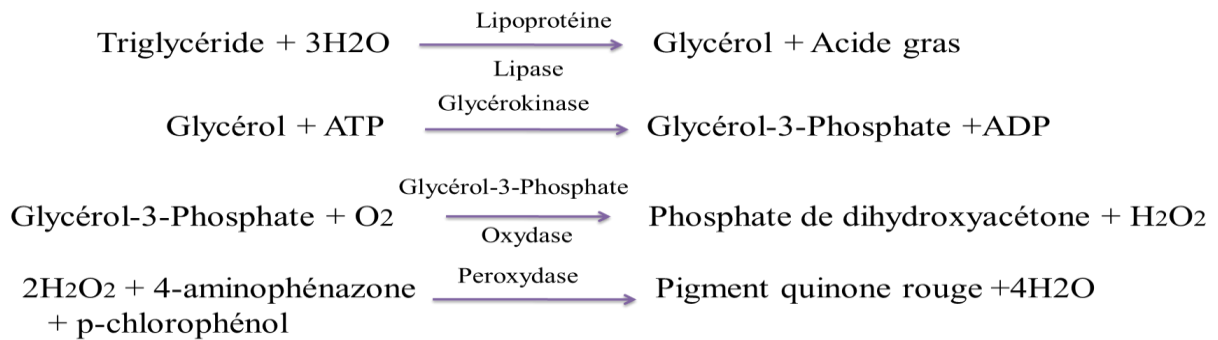 Lipoprotéine
Triglycéride + 3H2O Glycérol + Acide gras
Lipase
Glycérokinase
Glycérol + ATP Glycérol-3-Phosphate +ADP
Glycérol-3-Phosphate
Glycérol-3-Phosphate + O2 Phosphate de dihydroxyacétone + H2O2
Oxydase
Peroxydase
2H2O2 + 4-aminophénazone Pigment quinone rouge +4H2O
+ p-chlorophénol